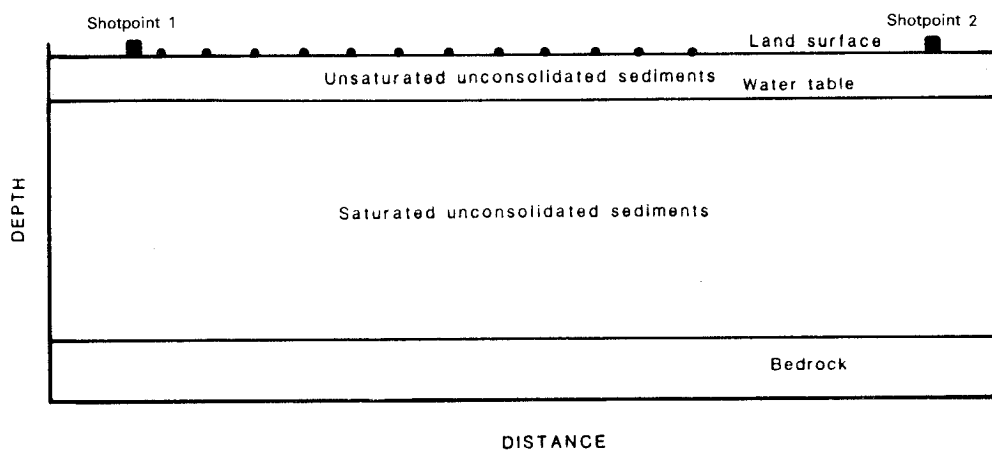 Shotpoint 1
Shotpoint 2
Land surface
Unsaturated unconsolidated sediments
Water table
Saturated unconsolidated sediments
DEPTH
Bedrock
DISTANCE